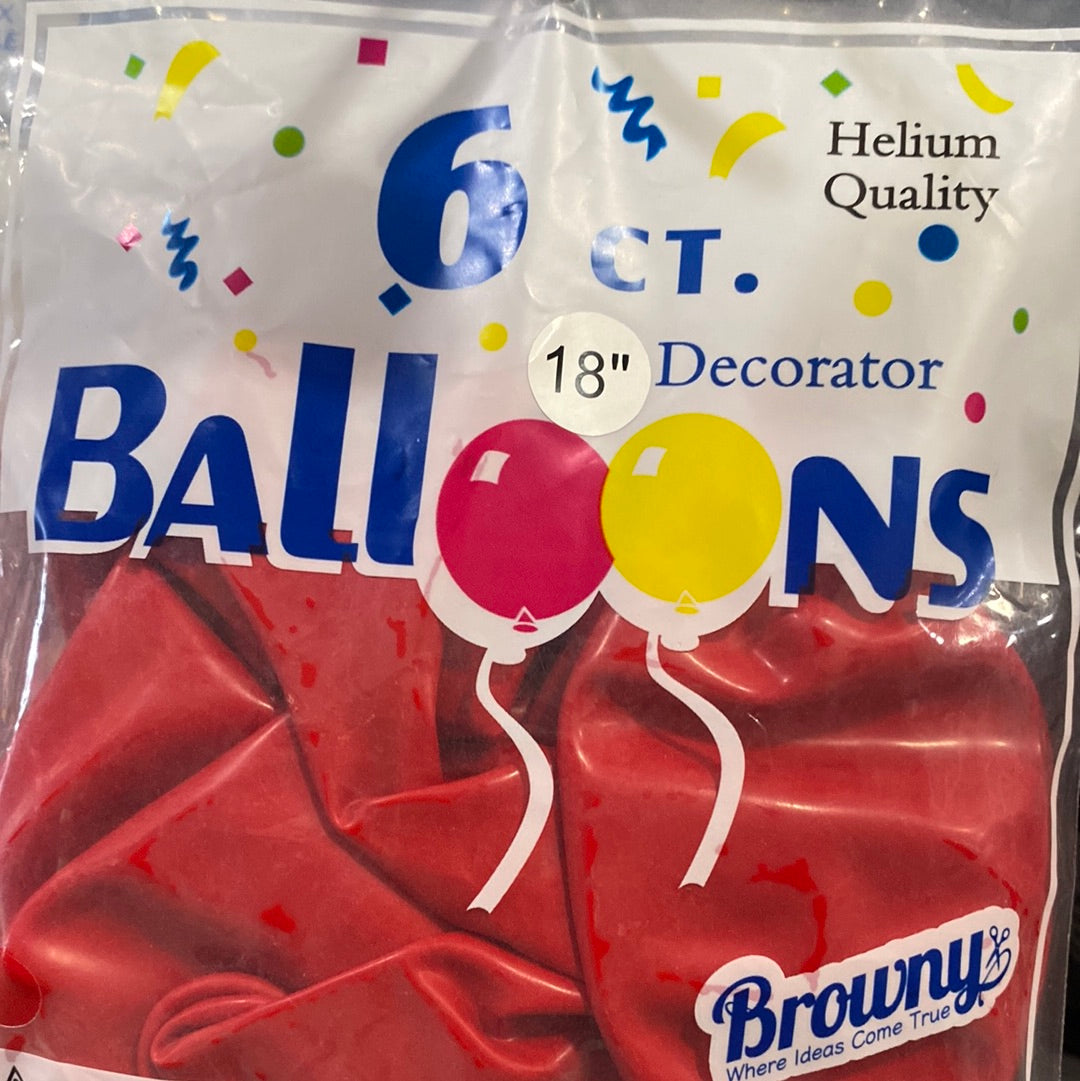 6 CT.
Helium
Quality
18" Decorator
BAllOONS
Browny
Where Ideas Come True